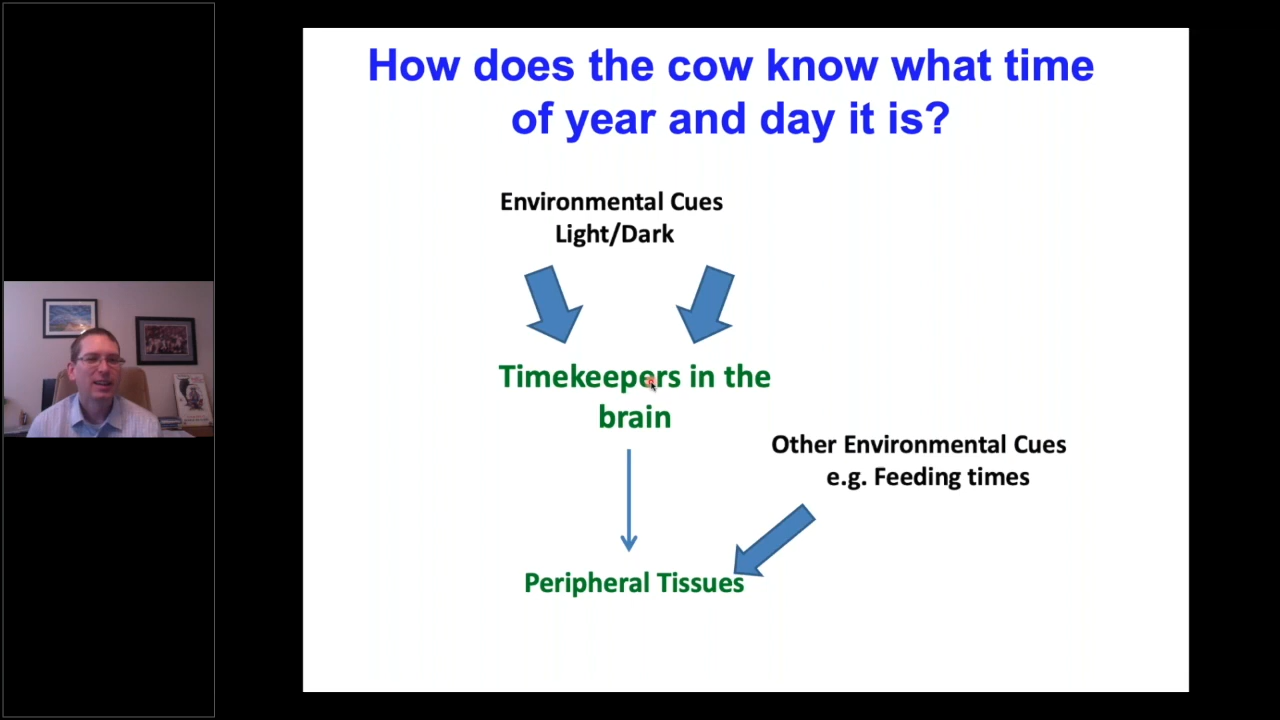 How does the cow know what time
of year and day it is?
Environmental Cues
Light/Dark
Timekeepers in the
brain
Other Environmental Cues
e.g. Feeding times
Peripheral Tissues